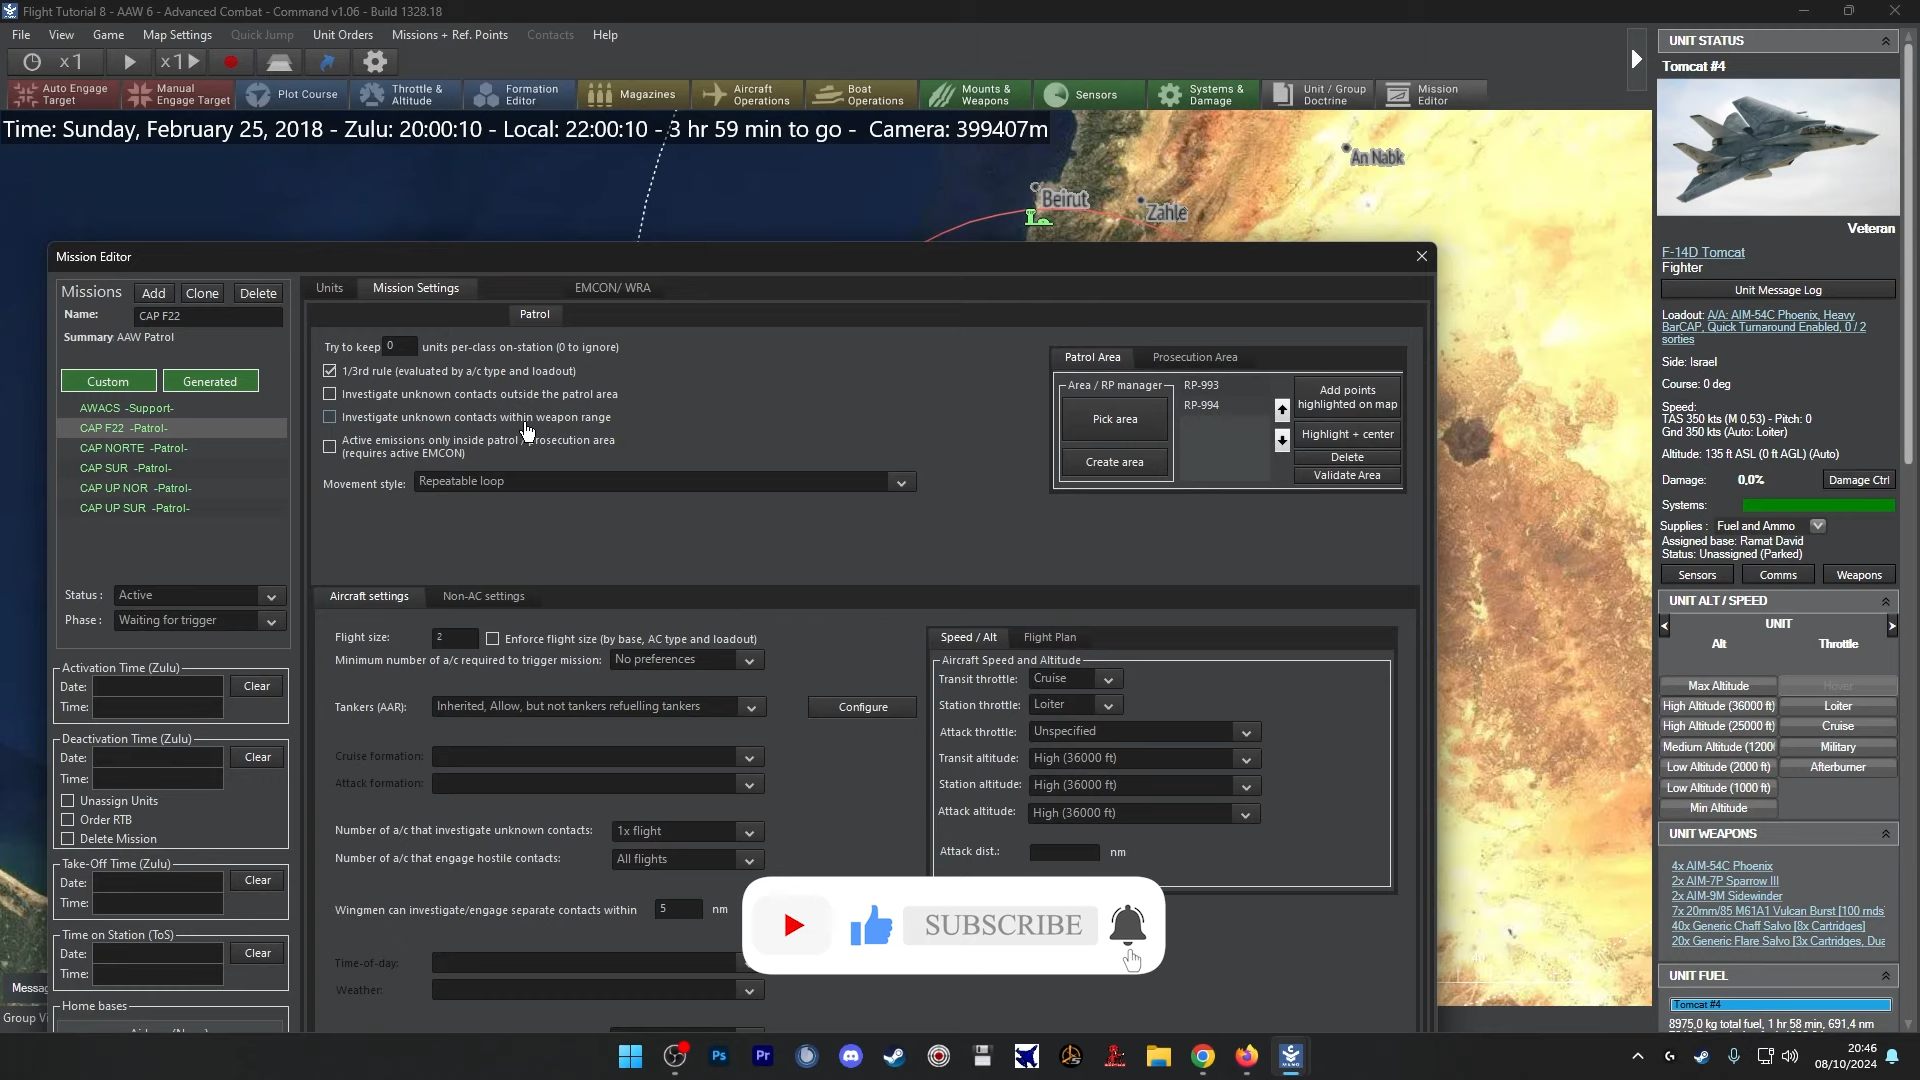 Flight Tutorial 8 - AAW 6 - Advanced Combat - Command v1.06 - Build 1328.18
File View Game Map Settings Quick Jump Unit Orders Missions + Ref. Points Contacts Help
x 1 x1
Auto Engage Target
Manual Engage Target
Plot Course
Throttle & Altitude
Formation Editor
Magazines
Aircraft Operations
Boat Operations
Mounts & Weapons
Sensors
Systems & Damage
Unit / Group Doctrine
Mission Editor
Time: Sunday, February 25, 2018 - Zulu: 20:00:10 - Local: 22:00:10 - 3 hr 59 min to go - Camera: 399407m
An Nabk
Beirut
Zahle
Mission Editor
Missions Add Clone Delete
Name: CAP F22
Summary AAW Patrol
Custom Generated
AWACS -Support-
CAP F22 -Patrol-
CAP NORTE -Patrol-
CAP SUR -Patrol-
CAP UP NOR -Patrol-
CAP UP SUR -Patrol-
Status: Active
Phase: Waiting for trigger
Activation Time (Zulu)
Date: Clear
Time:
Deactivation Time (Zulu)
Date: Clear
Time:
Unassign Units
Order RTB
Delete Mission
Take-Off Time (Zulu)
Date: Clear
Time:
Time on Station (ToS)
Date: Clear
Time:
Home bases
Units Mission Settings EMCON/ WRA
Patrol
Try to keep 0 units per-class on-station (0 to ignore)
1/3rd rule (evaluated by a/c type and loadout)
Investigate unknown contacts outside the patrol area
Investigate unknown contacts within weapon range
Active emissions only inside patrol / prosecution area
(requires active EMCON)
Movement style: Repeatable loop
Patrol Area Prosecution Area
Area / RP manager
Pick area
Create area
RP-993
RP-994
Add points highlighted on map
Highlight + center
Delete
Validate Area
Aircraft settings Non-AC settings
Flight size: 2 Enforce flight size (by base, AC type and loadout)
Minimum number of a/c required to trigger mission: No preferences
Tankers (AAR): Inherited, Allow, but not tankers refuelling tankers Configure
Cruise formation:
Attack formation:
Number of a/c that investigate unknown contacts: 1x flight
Number of a/c that engage hostile contacts: All flights
Wingmen can investigate/engage separate contacts within 5 nm
Time-of-day:
Weather:
Speed / Alt Flight Plan
Aircraft Speed and Altitude
Transit throttle: Cruise
Station throttle: Loiter
Attack throttle: Unspecified
Transit altitude: High (36000 ft)
Station altitude: High (36000 ft)
Attack altitude: High (36000 ft)
Attack dist.: nm
SUBSCRIBE
UNIT STATUS
Tomcat #4
Veteran
F-14D Tomcat
Fighter
Unit Message Log
Loadout: A/A: AIM-54C Phoenix, Heavy
BarCAP, Quick Turnaround Enabled, 0 / 2
sorties
Side: Israel
Course: 0 deg
Speed:
TAS 350 kts (M 0,53) - Pitch: 0
Gnd 350 kts (Auto: Loiter)
Altitude: 135 ft ASL (0 ft AGL) (Auto)
Damage: 0,0% Damage Ctrl
Systems:
Supplies : Fuel and Ammo
Assigned base: Ramat David
Status: Unassigned (Parked)
Sensors Comms Weapons
UNIT ALT / SPEED
UNIT
Alt Throttle
Max Altitude Hover
High Altitude (36000 ft) Loiter
High Altitude (25000 ft) Cruise
Medium Altitude (1200 Military
Low Altitude (2000 ft) Afterburner
Low Altitude (1000 ft)
Min Altitude
UNIT WEAPONS
4x AIM-54C Phoenix
2x AIM-7P Sparrow III
2x AIM-9M Sidewinder
7x 20mm/85 M61A1 Vulcan Burst [100 rnds
40x Generic Chaff Salvo [8x Cartridges]
20x Generic Flare Salvo [3x Cartridges, Dua
UNIT FUEL
Tomcat #4
8975,0 kg total fuel, 1 hr 58 min, 691,4 nm
Messag
Group Vi
Ps Pr
20:46
08/10/2024